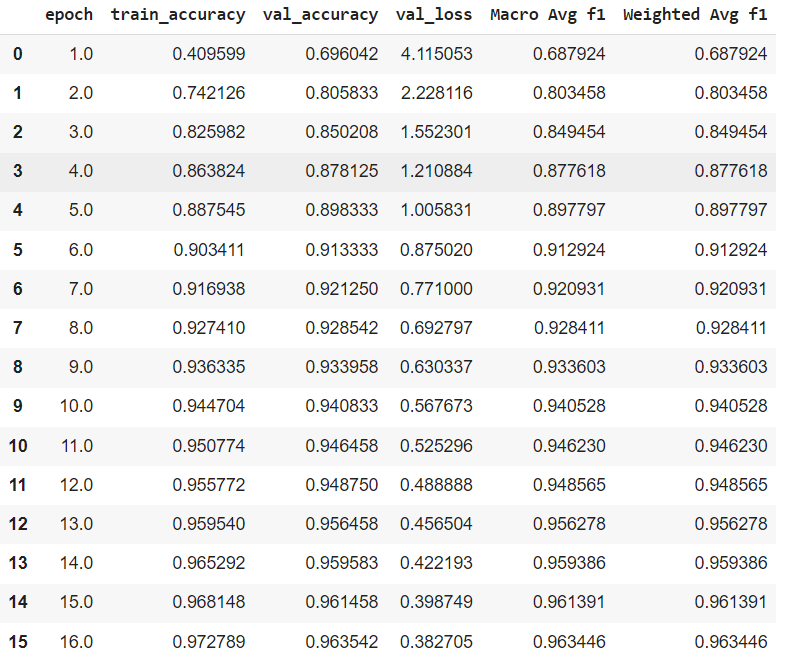 epoch train_accuracy val_accuracy val_loss Macro Avg f1 Weighted Avg f1
0 1.0 0.409599 0.696042 4.115053 0.687924 0.687924
1 2.0 0.742126 0.805833 2.228116 0.803458 0.803458
2 3.0 0.825982 0.850208 1.552301 0.849454 0.849454
3 4.0 0.863824 0.878125 1.210884 0.877618 0.877618
4 5.0 0.887545 0.898333 1.005831 0.897797 0.897797
5 6.0 0.903411 0.913333 0.875020 0.912924 0.912924
6 7.0 0.916938 0.921250 0.771000 0.920931 0.920931
7 8.0 0.927410 0.928542 0.692797 0.928411 0.928411
8 9.0 0.936335 0.933958 0.630337 0.933603 0.933603
9 10.0 0.944704 0.940833 0.567673 0.940528 0.940528
10 11.0 0.950774 0.946458 0.525296 0.946230 0.946230
11 12.0 0.955772 0.948750 0.488888 0.948565 0.948565
12 13.0 0.959540 0.956458 0.456504 0.956278 0.956278
13 14.0 0.965292 0.959583 0.422193 0.959386 0.959386
14 15.0 0.968148 0.961458 0.398749 0.961391 0.961391
15 16.0 0.972789 0.963542 0.382705 0.963446 0.963446